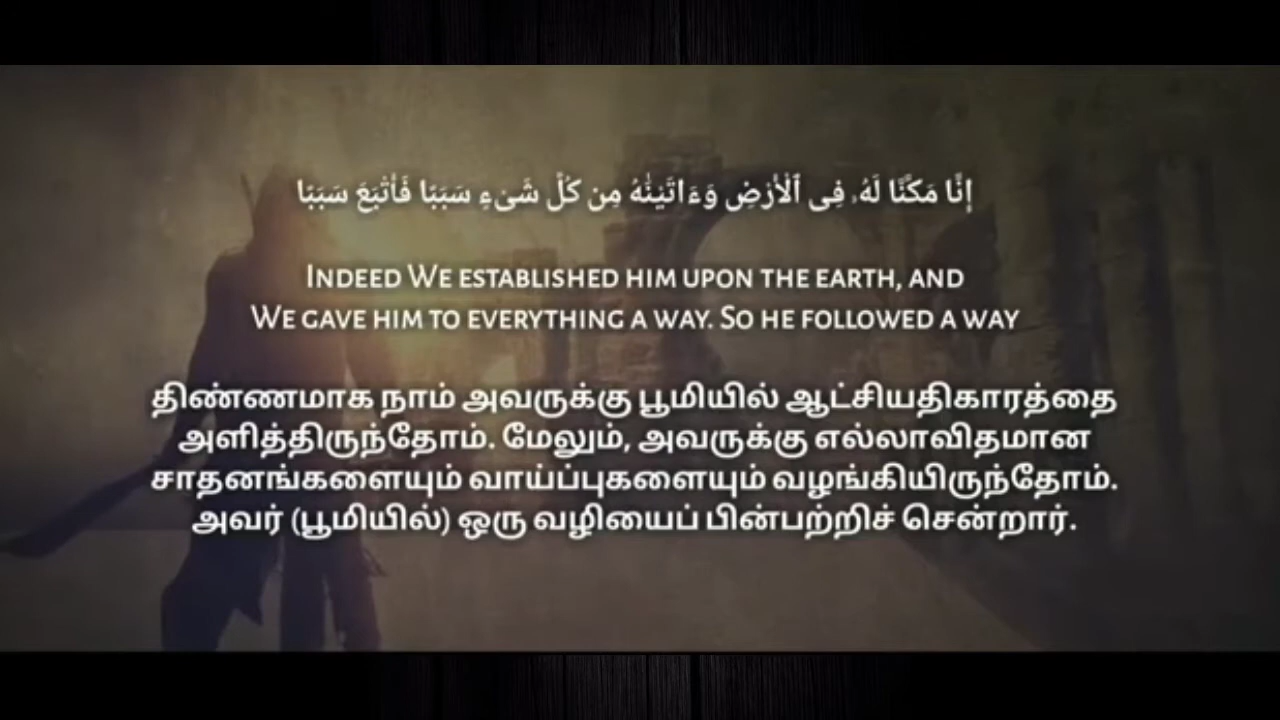 إِنَّا مَكَّنَّا لَهُۥ فِى ٱلْأَرْضِ وَءَاتَيْنَٰهُ مِن كُلِّ شَىْءٍ سَبَبًا فَأَتْبَعَ سَبَبًا
Indeed We established him upon the earth, and
We gave him to everything a way. So he followed a way
திண்ணமாக நாம் அவருக்கு பூமியில் ஆட்சியதிகாரத்தை
அளித்திருந்தோம். மேலும், அவருக்கு எல்லாவிதமான
சாதனங்களையும் வாய்ப்புகளையும் வழங்கியிருந்தோம்.
அவர் (பூமியில்) ஒரு வழியைப் பின்பற்றிச் சென்றார்.